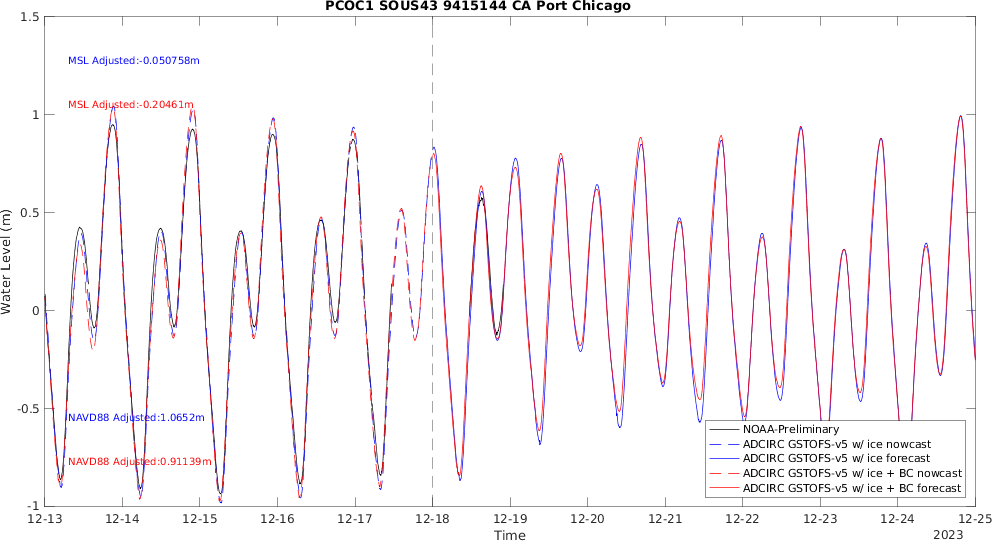 PCOC1 SOUS43 9415144 CA Port Chicago
1.5
1
0.5
0
-0.5
-1
Water Level (m)
MSL Adjusted:-0.050758m
MSL Adjusted:-0.20461m
NAVD88 Adjusted:1.0652m
NAVD88 Adjusted:0.91139m
NOAA-Preliminary
ADCIRC GSTOFS-v5 w/ ice nowcast
ADCIRC GSTOFS-v5 w/ ice forecast
ADCIRC GSTOFS-v5 w/ ice + BC nowcast
ADCIRC GSTOFS-v5 w/ ice + BC forecast
12-13 12-14 12-15 12-16 12-17 12-18 12-19 12-20 12-21 12-22 12-23 12-24 12-25
Time
2023